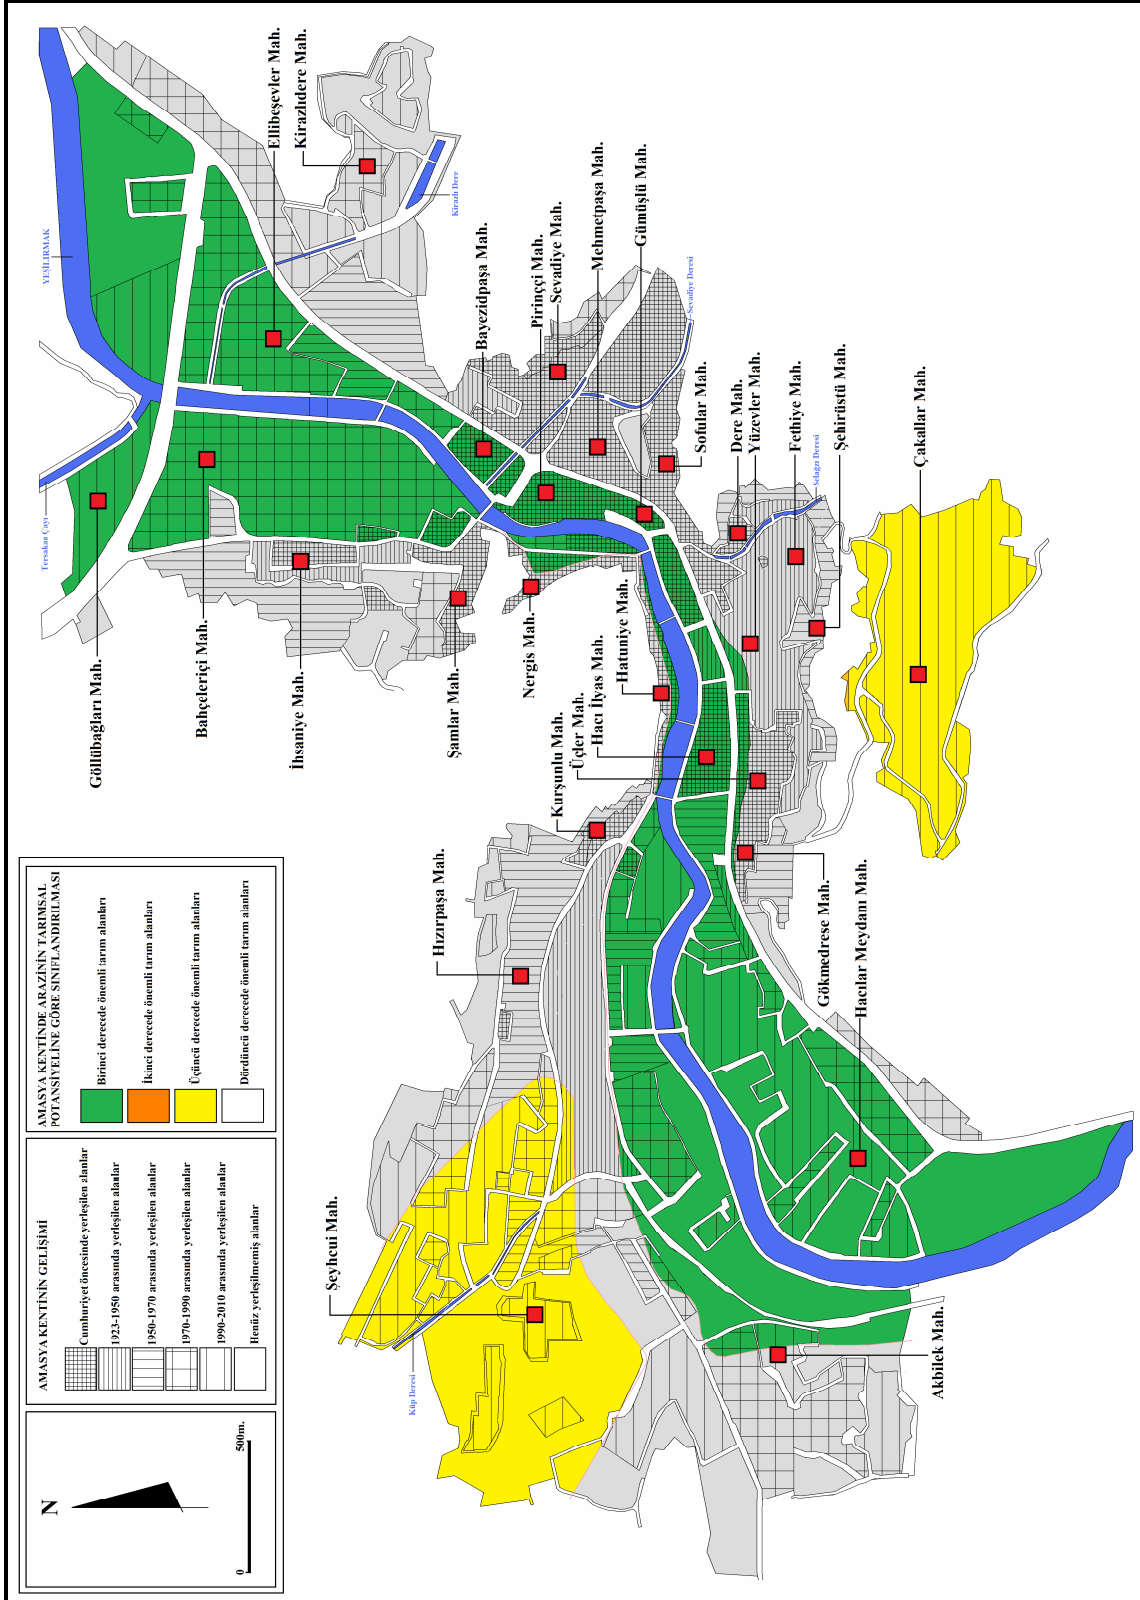 AMASYA KENTİNDE ARAZİNİN TARIMSAL
POTANSİYELİNE GÖRE SINIFLANDIRILMASI
Birinci derecede önemli tarım alanları
İkinci derecede önemli tarım alanları
Üçüncü derecede önemli tarım alanları
Dördüncü derecede önemli tarım alanları
AMASYA KENTİNİN GELİŞİMİ
Cumhuriyet öncesinde yerleşilen alanlar
1923-1950 arasında yerleşilen alanlar
1950-1970 arasında yerleşilen alanlar
1970-1990 arasında yerleşilen alanlar
1990-2010 arasında yerleşilen alanlar
Henüz yerleşilmemiş alanlar
N
0 500m.
YEŞİLIRMAK
Tersakan Çayı
Kirazlı Dere
Sevadiye Deresi
Selağzı Deresi
Küp Deresi
Ellibeşevler Mah.
Kirazlıdere Mah.
Bayezidpaşa Mah.
Pirinççi Mah.
Sevadiye Mah.
Mehmetpaşa Mah.
Gümüşlü Mah.
Sofular Mah.
Dere Mah.
Yüzevler Mah.
Fethiye Mah.
Şehirüstü Mah.
Çakallar Mah.
Göllübağları Mah.
Bahçeleriçi Mah.
İhsaniye Mah.
Şamlar Mah.
Nergis Mah.
Hatuniye Mah.
Hacı İlyas Mah.
Üçler Mah.
Kurşunlu Mah.
Hızırpaşa Mah.
Gökmedrese Mah.
Hacılar Meydanı Mah.
Şeyhcui Mah.
Akbilek Mah.